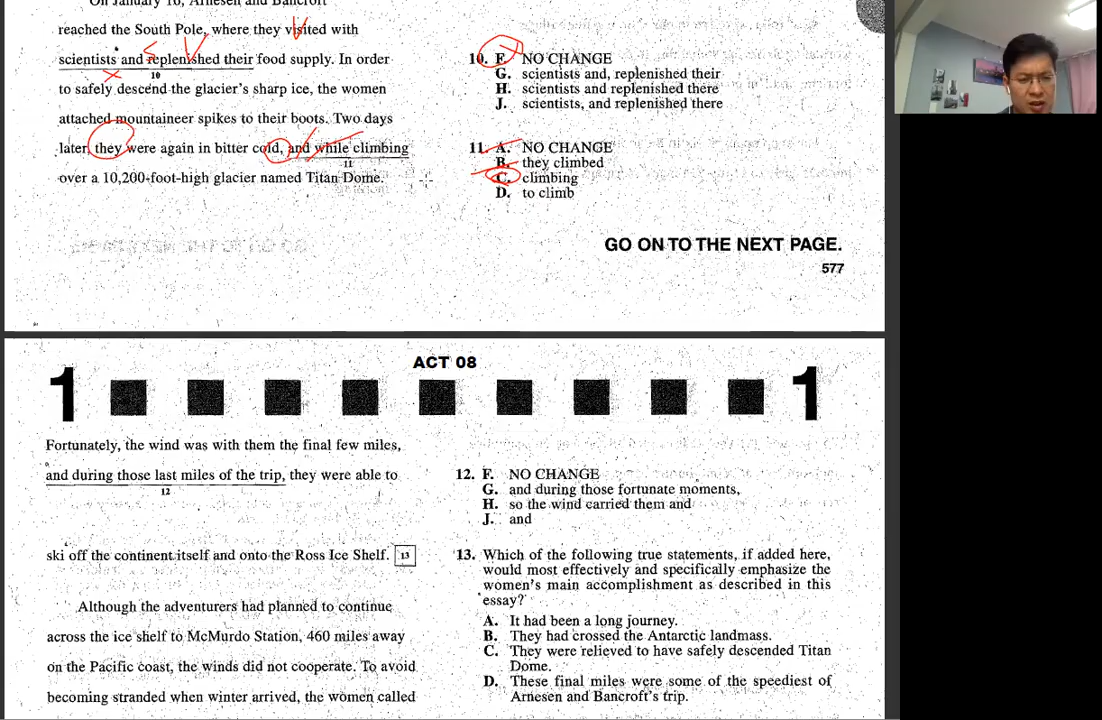 On January 16, Arnesen and Bancroft
reached the South Pole, where they visited with
scientists and replenished their food supply. In order
10
to safely descend the glacier's sharp ice, the women
attached mountaineer spikes to their boots. Two days
later, they were again in bitter cold, and while climbing
11
over a 10,200-foot-high glacier named Titan Dome.
10. F. NO CHANGE
G. scientists and, replenished their
H. scientists and replenished there
J. scientists, and replenished there
11. A. NO CHANGE
B. they climbed
C. climbing
D. to climb
GO ON TO THE NEXT PAGE.
577
ACT 08
1 1
Fortunately, the wind was with them the final few miles,
and during those last miles of the trip, they were able to
12
ski off the continent itself and onto the Ross Ice Shelf. 13
Although the adventurers had planned to continue
across the ice shelf to McMurdo Station, 460 miles away
on the Pacific coast, the winds did not cooperate. To avoid
becoming stranded when winter arrived, the women called
12. F. NO CHANGE
G. and during those fortunate moments,
H. so the wind carried them and
J. and
13. Which of the following true statements, if added here,
would most effectively and specifically emphasize the
women's main accomplishment as described in this
essay?
A. It had been a long journey.
B. They had crossed the Antarctic landmass.
C. They were relieved to have safely descended Titan
Dome.
D. These final miles were some of the speediest of
Arnesen and Bancroft's trip.